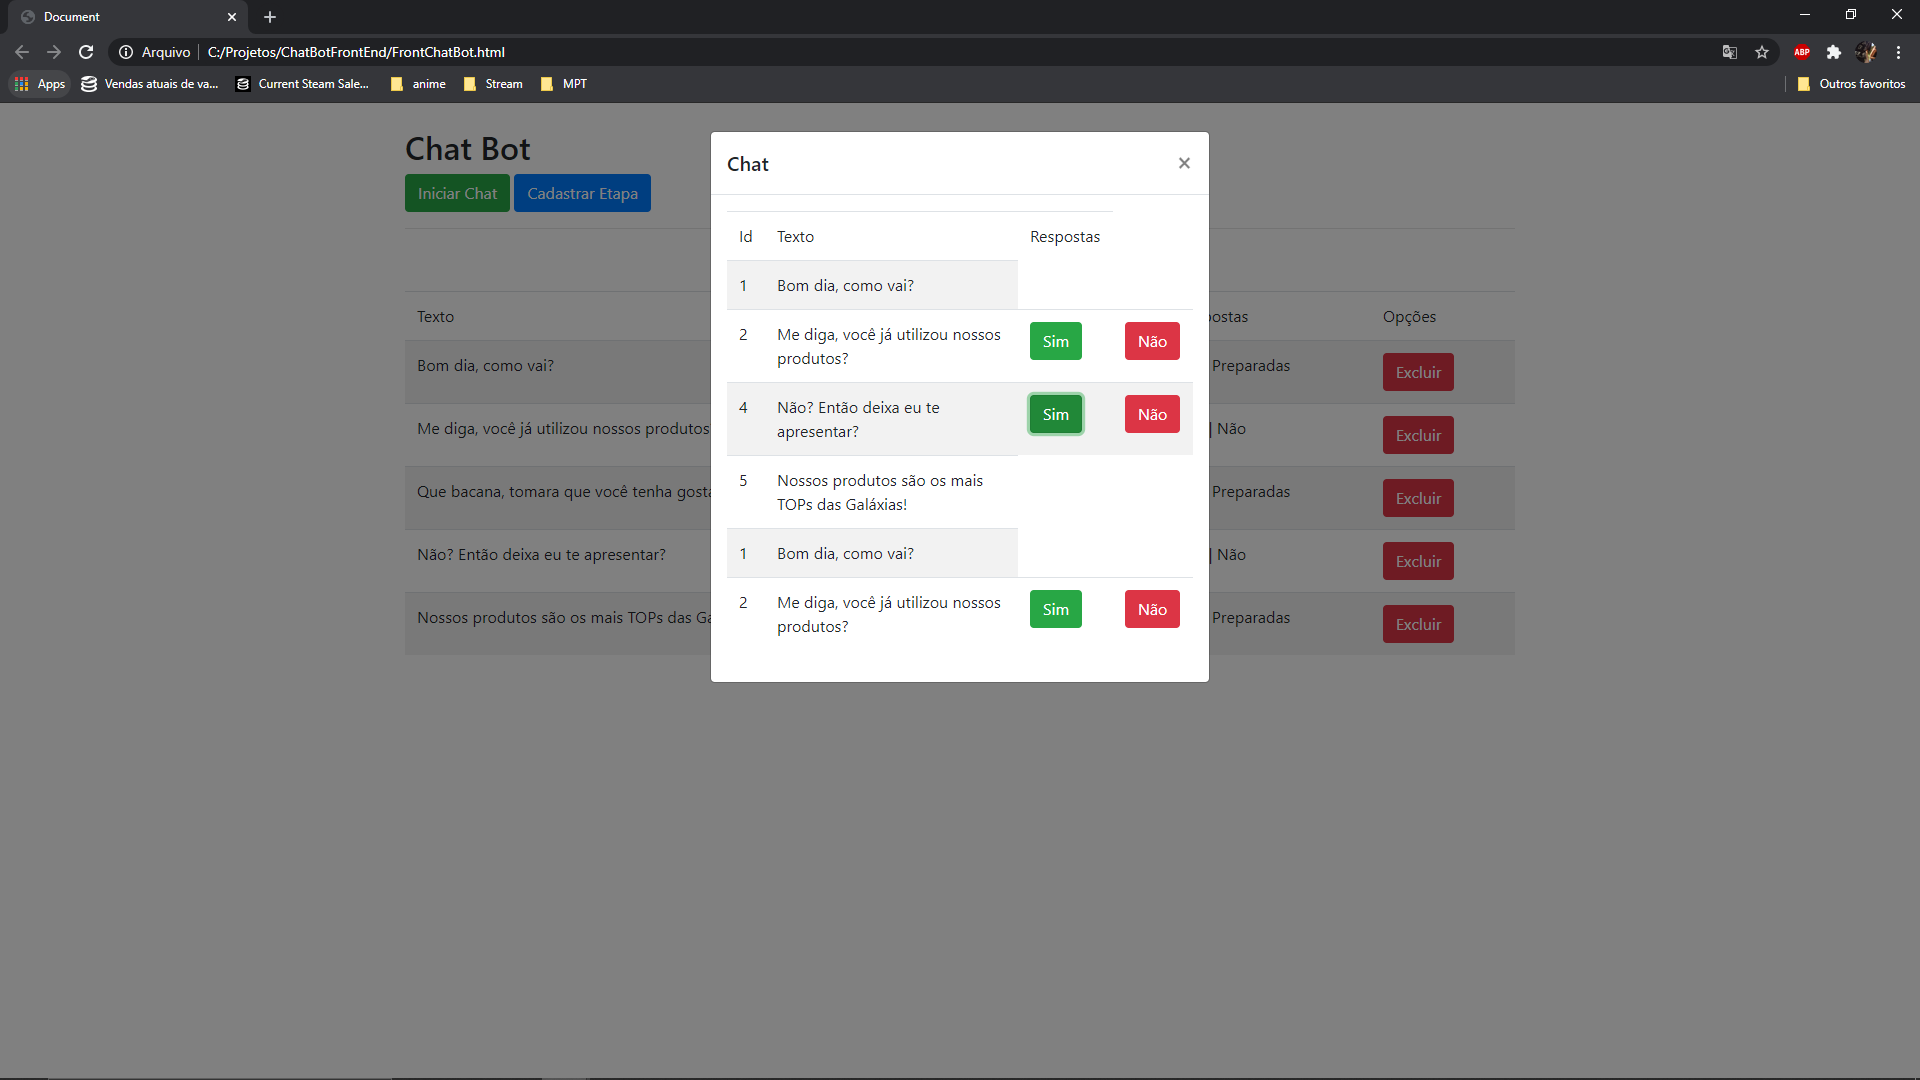 Document
Arquivo
C:/Projetos/ChatBotFrontEnd/FrontChatBot.html
ABP
Apps
Vendas atuais de va...
Current Steam Sale...
anime
Stream
MPT
Outros favoritos
Chat Bot
Iniciar Chat
Cadastrar Etapa
Texto
postas
Opções
Bom dia, como vai?
Preparadas
Excluir
Me diga, você já utilizou nossos produtos
| Não
Excluir
Que bacana, tomara que você tenha gosta
Preparadas
Excluir
Não? Então deixa eu te apresentar?
| Não
Excluir
Nossos produtos são os mais TOPs das Ga
Preparadas
Excluir
Chat
×
Id
Texto
Respostas
1
Bom dia, como vai?
2
Me diga, você já utilizou nossos
produtos?
Sim
Não
4
Não? Então deixa eu te
apresentar?
Sim
Não
5
Nossos produtos são os mais
TOPs das Galáxias!
1
Bom dia, como vai?
2
Me diga, você já utilizou nossos
produtos?
Sim
Não